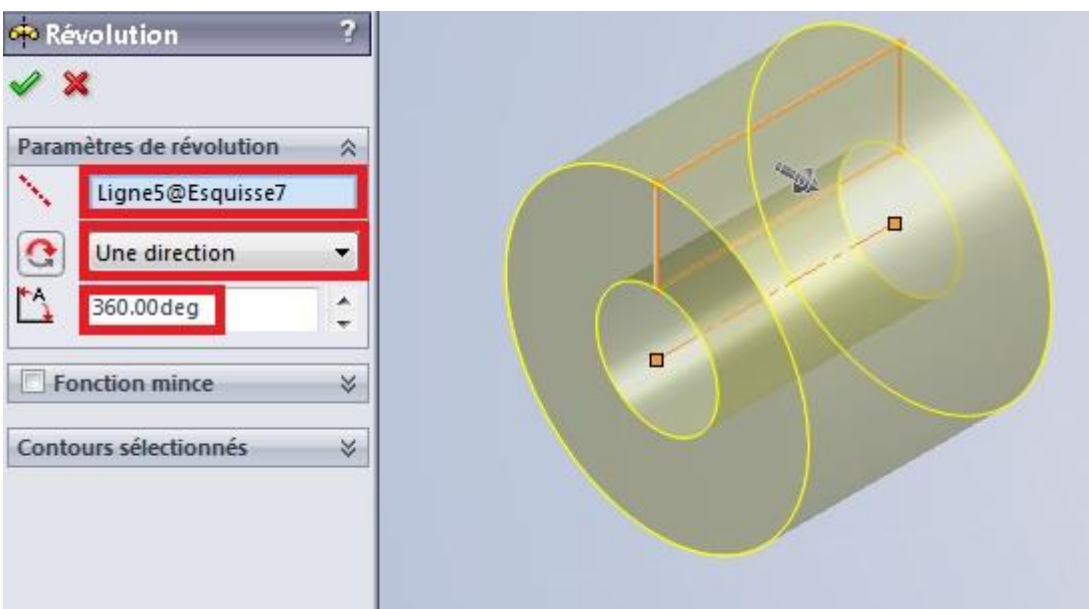 Révolution ?
Paramètres de révolution
Ligne5@Esquisse7
Une direction
A
360.00deg
Fonction mince
Contours sélectionnés